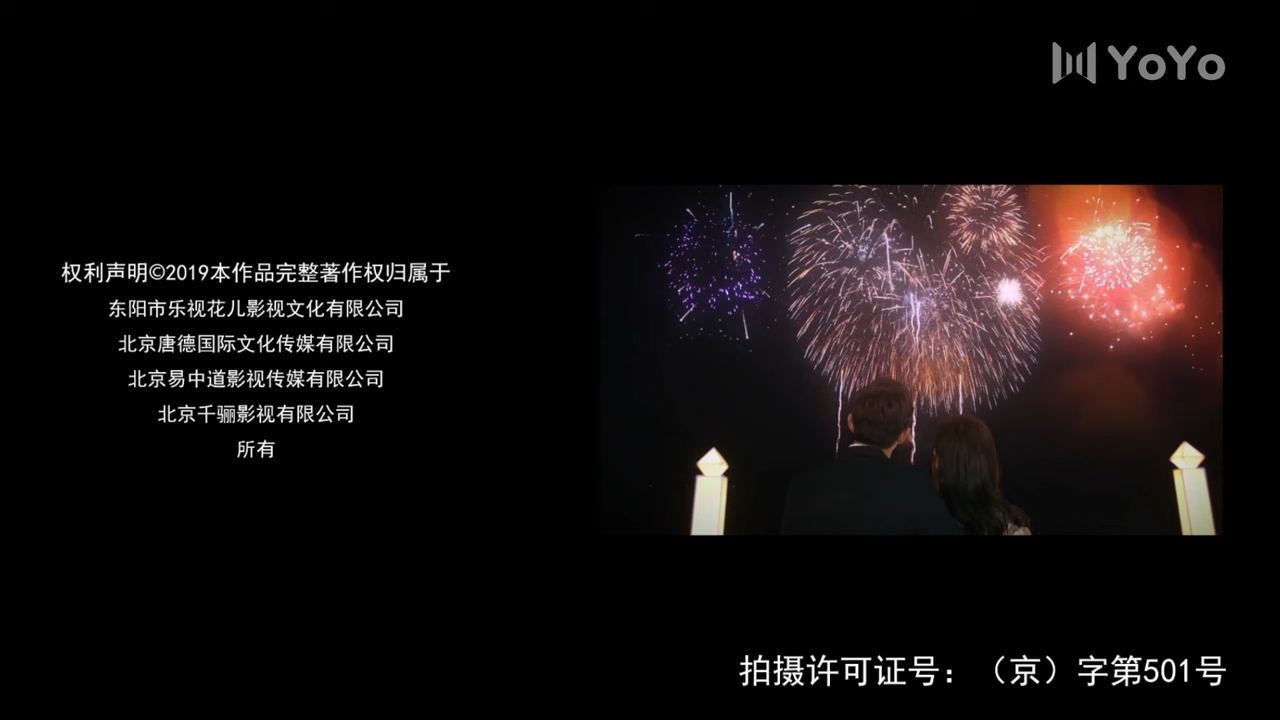 YoYo
权利声明©2019本作品完整著作权归属于
东阳市乐视花儿影视文化有限公司
北京唐德国际文化传媒有限公司
北京易中道影视传媒有限公司
北京千骊影视有限公司
所有
拍摄许可证号：（京）字第501号